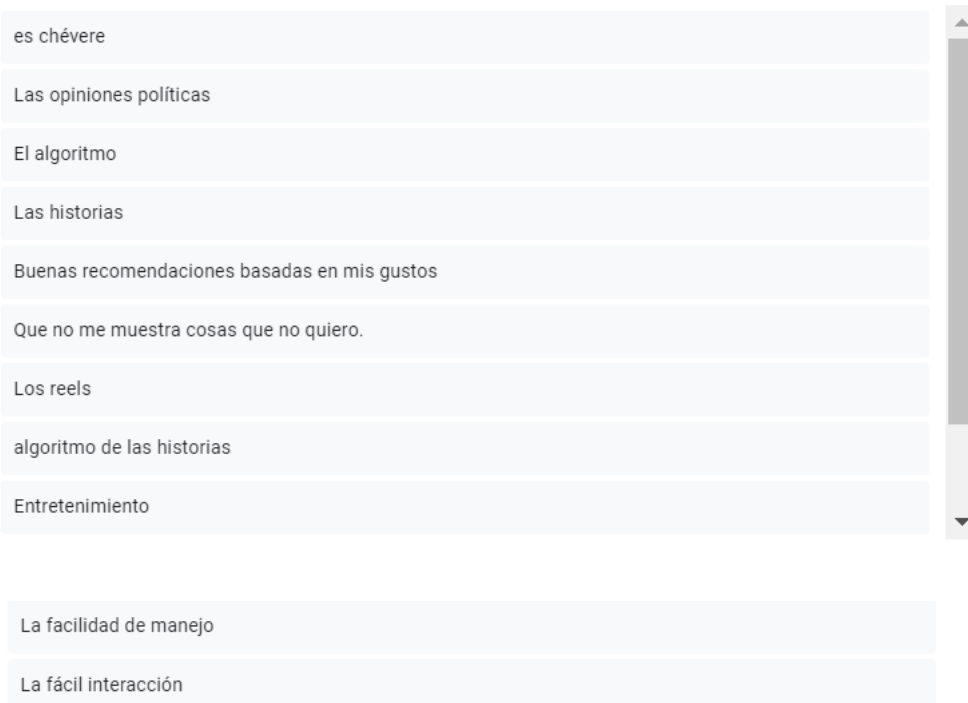 es chévere
Las opiniones políticas
El algoritmo
Las historias
Buenas recomendaciones basadas en mis gustos
Que no me muestra cosas que no quiero.
Los reels
algoritmo de las historias
Entretenimiento
La facilidad de manejo
La fácil interacción